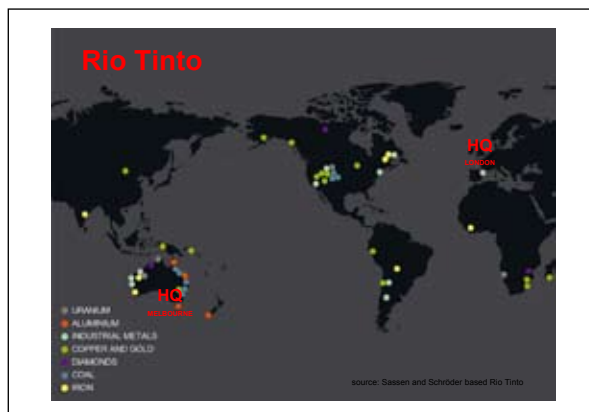 Rio Tinto
HQ
LONDON
HQ
MELBOURNE
URANIUM
ALUMINIUM
INDUSTRIAL METALS
COPPER AND GOLD
DIAMONDS
COAL
IRON
source: Sassen and Schröder based Rio Tinto